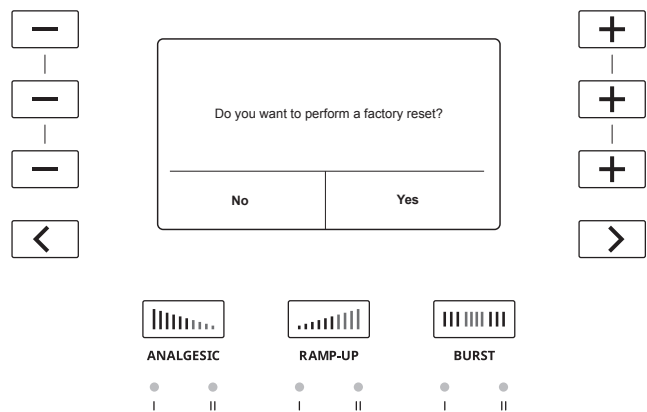 Do you want to perform a factory reset?
No Yes
ANALGESIC RAMP-UP BURST
I II I II I II